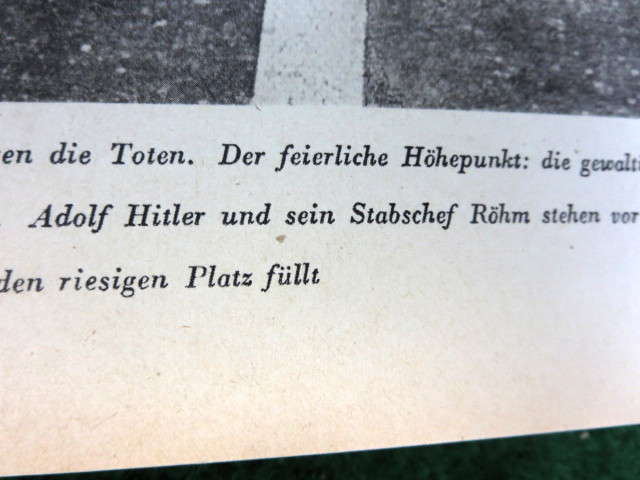 en die Toten. Der feierliche Höhepunkt: die gewalti
Adolf Hitler und sein Stabschef Röhm stehen vor
den riesigen Platz füllt